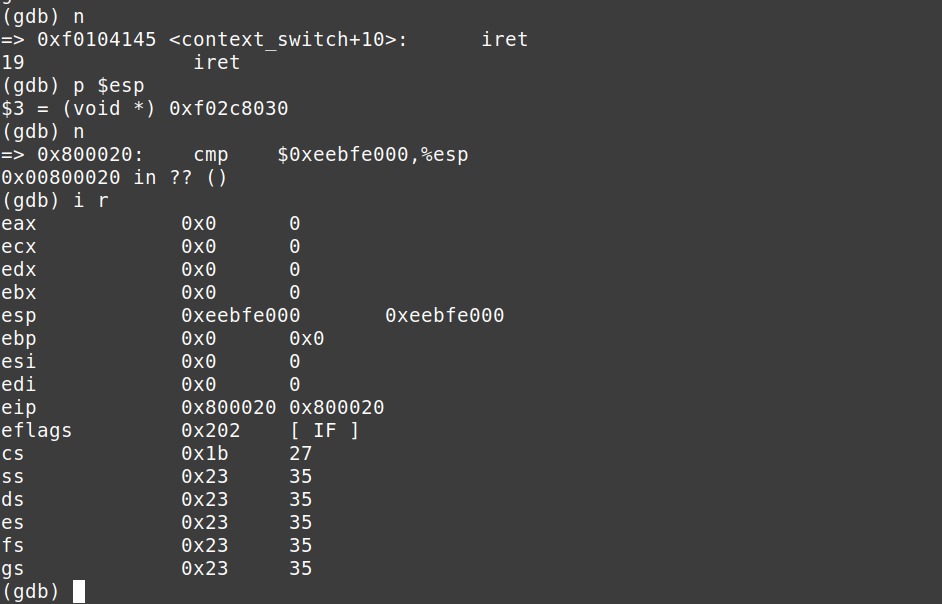 (gdb) n
=> 0xf0104145 <context_switch+10>:      iret
19              iret
(gdb) p $esp
$3 = (void *) 0xf02c8030
(gdb) n
=> 0x800020:    cmp    $0xeebfe000,%esp
0x00800020 in ?? ()
(gdb) i r
eax            0x0      0
ecx            0x0      0
edx            0x0      0
ebx            0x0      0
esp            0xeebfe000       0xeebfe000
ebp            0x0      0x0
esi            0x0      0
edi            0x0      0
eip            0x800020 0x800020
eflags         0x202    [ IF ]
cs             0x1b     27
ss             0x23     35
ds             0x23     35
es             0x23     35
fs             0x23     35
gs             0x23     35
(gdb)